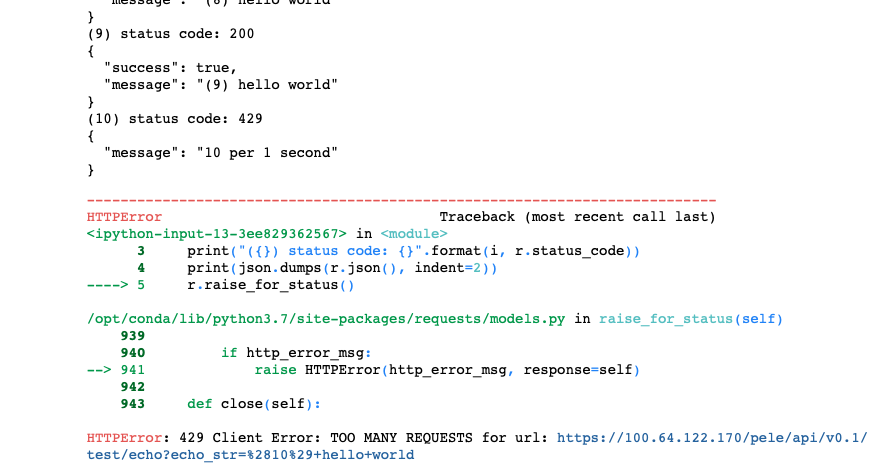 "message": "(8) hello world"
}
(9) status code: 200
{
  "success": true,
  "message": "(9) hello world"
}
(10) status code: 429
{
  "message": "10 per 1 second"
}
---------------------------------------------------------------------------
HTTPError                                 Traceback (most recent call last)
<ipython-input-13-3ee829362567> in <module>
      3     print("({}) status code: {}".format(i, r.status_code))
      4     print(json.dumps(r.json(), indent=2))
----> 5     r.raise_for_status()
/opt/conda/lib/python3.7/site-packages/requests/models.py in raise_for_status(self)
    939
    940         if http_error_msg:
--> 941             raise HTTPError(http_error_msg, response=self)
    942
    943     def close(self):
HTTPError: 429 Client Error: TOO MANY REQUESTS for url: https://100.64.122.170/pele/api/v0.1/
test/echo?echo_str=%2810%29+hello+world